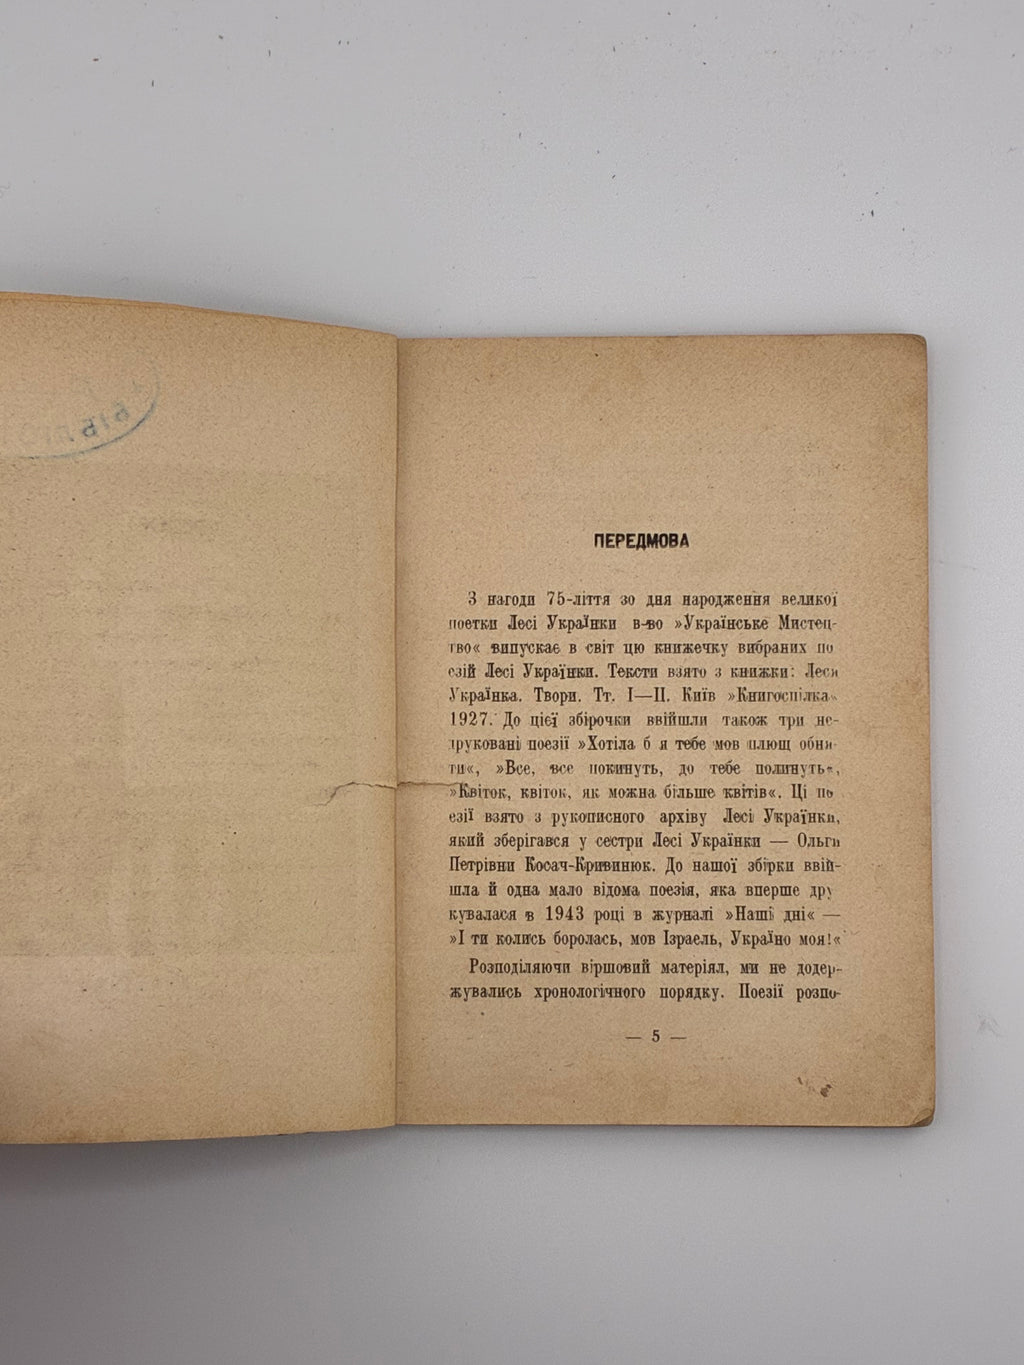 ПЕРЕДМОВА
З нагоди 75-ліття зо дня народження великої
поетки Лесі Українки в-во »Українське Мистец-
тво« випускає в світ цю книжечку вибраних по
езій Лесі Українки. Тексти взято з книжки: Леся
Українка. Твори. Тт. І—ІІ. Київ »Книгоспілка«
1927. До цієї збірочки ввійшли також три не-
друковані поезії »Хотіла б я тебе мов плющ обня-
ти«, »Все, все покинуть, до тебе полинуть«,
»Квіток, квіток, як можна більше квітів«. Ці по
езії взято з рукописного архіву Лесі Українки,
який зберігався у сестри Лесі Українки — Ольги
Петрівни Косач-Кривинюк. До нашої збірки ввій-
шла й одна мало відома поезія, яка вперше дру
кувалася в 1943 році в журналі »Наші дні« —
»І ти колись боролась, мов Ізраель, Україно моя!«
Розподіляючи віршовий матеріял, ми не додер-
жувались хронологічного порядку. Поезії розпо-
— 5 —